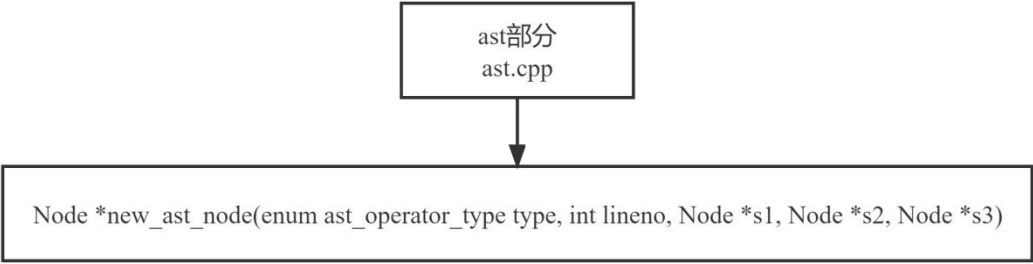 ast部分
ast.cpp
Node *new_ast_node(enum ast_operator_type type, int lineno, Node *s1, Node *s2, Node *s3)